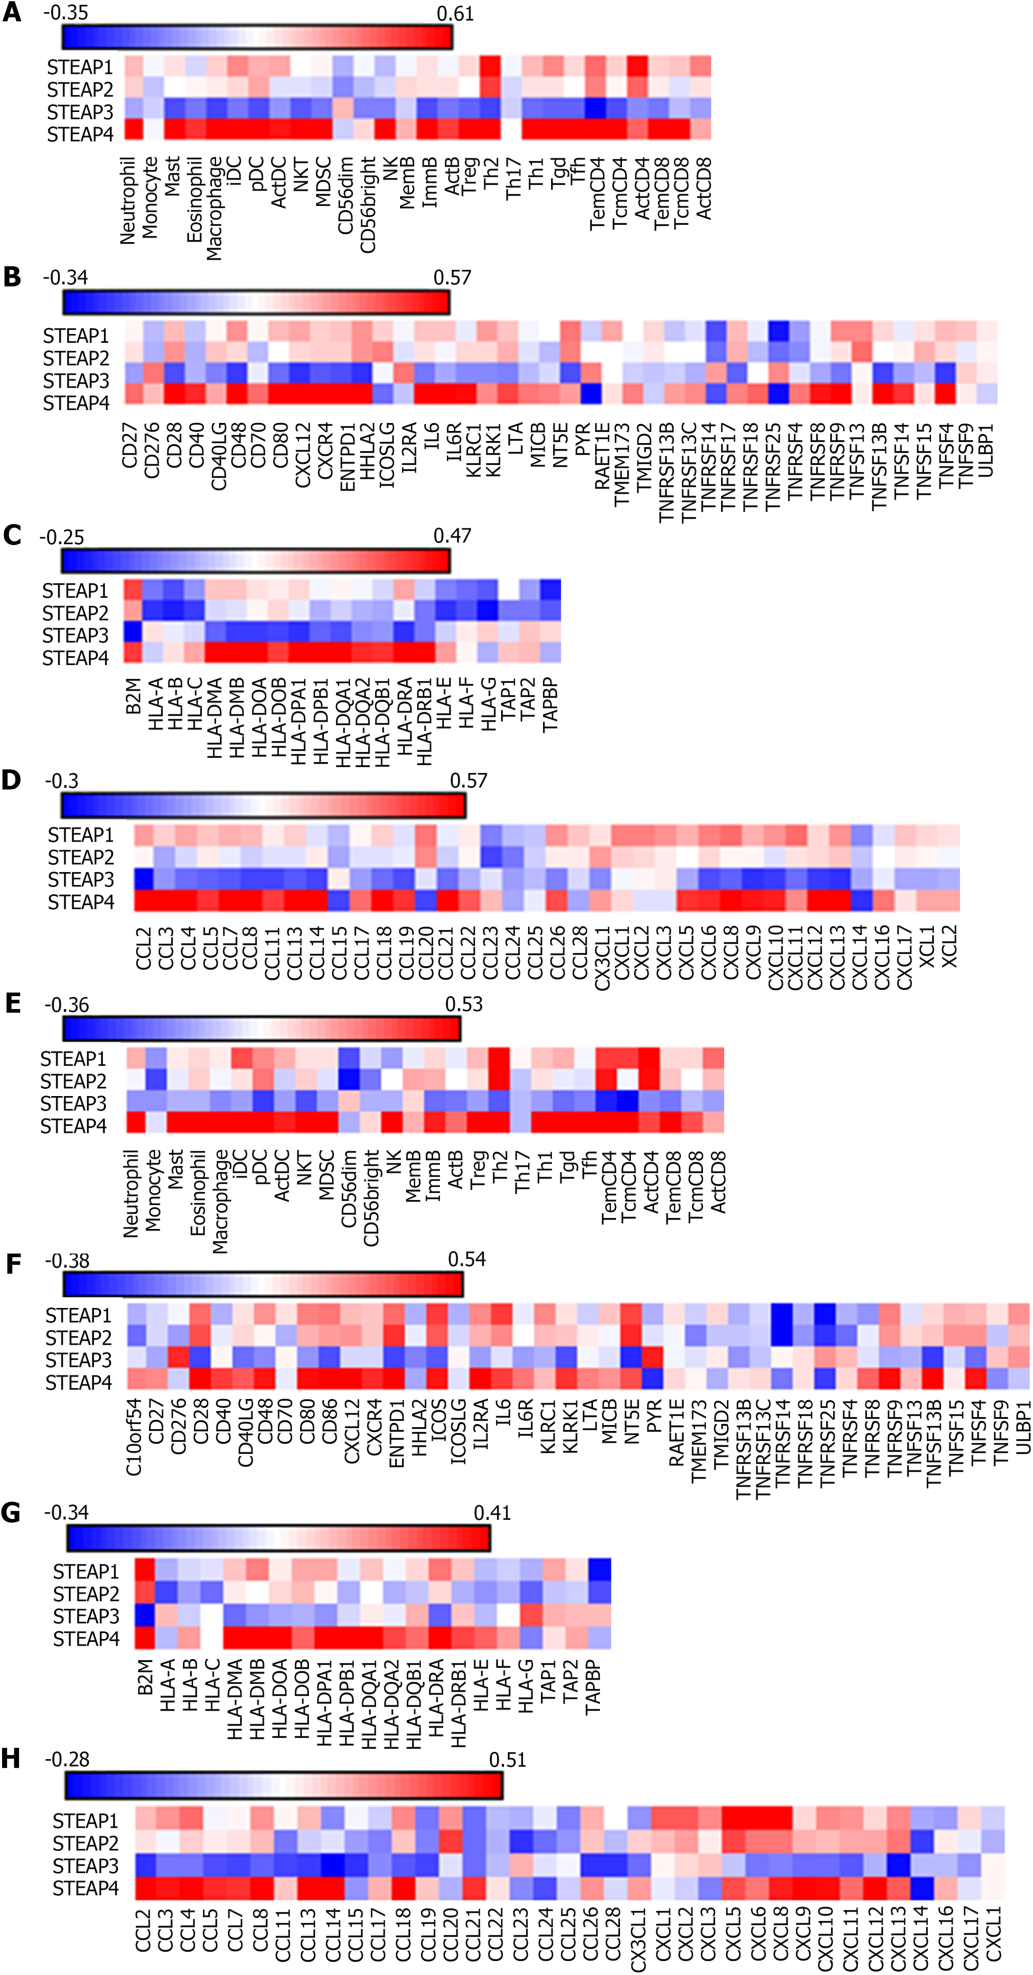 A
-0.35 0.61
STEAP1
STEAP2
STEAP3
STEAP4
Neutrophil Monocyte Mast Eosinophil Macrophage iDC pDC ActDC NKT MDSC CD56dim CD56bright NK MemB ImmB ActB Treg Th2 Th17 Th1 Tgd Tfh TemCD4 TcmCD4 ActCD4 TemCD8 TcmCD8 ActCD8
B
-0.34 0.57
STEAP1
STEAP2
STEAP3
STEAP4
CD27 CD276 CD28 CD40 CD40LG CD48 CD70 CD80 CXCL12 CXCR4 ENTPD1 HHLA2 ICOSLG IL2RA IL6 IL6R KLRC1 KLRK1 LTA MICB NT5E PYR RAET1E TMEM173 TMIGD2 TNFRSF13B TNFRSF13C TNFRSF14 TNFRSF17 TNFRSF18 TNFRSF25 TNFRSF4 TNFRSF8 TNFRSF9 TNFSF13 TNFSF13B TNFSF14 TNFSF15 TNFSF4 TNFSF9 ULBP1
C
-0.25 0.47
STEAP1
STEAP2
STEAP3
STEAP4
B2M HLA-A HLA-B HLA-C HLA-DMA HLA-DMB HLA-DOA HLA-DOB HLA-DPA1 HLA-DPB1 HLA-DQA1 HLA-DQA2 HLA-DQB1 HLA-DRA HLA-DRB1 HLA-E HLA-F HLA-G TAP1 TAP2 TAPBP
D
-0.3 0.57
STEAP1
STEAP2
STEAP3
STEAP4
CCL2 CCL3 CCL4 CCL5 CCL7 CCL8 CCL11 CCL13 CCL14 CCL15 CCL17 CCL18 CCL19 CCL20 CCL21 CCL22 CCL23 CCL24 CCL25 CCL26 CCL28 CX3CL1 CXCL1 CXCL2 CXCL3 CXCL5 CXCL6 CXCL8 CXCL9 CXCL10 CXCL11 CXCL12 CXCL13 CXCL14 CXCL16 CXCL17 XCL1 XCL2
E
-0.36 0.53
STEAP1
STEAP2
STEAP3
STEAP4
Neutrophil Monocyte Mast Eosinophil Macrophage iDC pDC ActDC NKT MDSC CD56dim CD56bright NK MemB ImmB ActB Treg Th2 Th17 Th1 Tgd Tfh TemCD4 TcmCD4 ActCD4 TemCD8 TcmCD8 ActCD8
F
-0.38 0.54
STEAP1
STEAP2
STEAP3
STEAP4
C10orf54 CD27 CD276 CD28 CD40 CD40LG CD48 CD70 CD80 CD86 CXCL12 CXCR4 ENTPD1 HHLA2 ICOS ICOSLG IL2RA IL6 IL6R KLRC1 KLRK1 LTA MICB NT5E PYR RAET1E TMEM173 TMIGD2 TNFRSF13B TNFRSF13C TNFRSF14 TNFRSF18 TNFRSF25 TNFRSF4 TNFRSF8 TNFRSF9 TNFSF13 TNFSF13B TNFSF15 TNFSF4 TNFSF9 ULBP1
G
-0.34 0.41
STEAP1
STEAP2
STEAP3
STEAP4
B2M HLA-A HLA-B HLA-C HLA-DMA HLA-DMB HLA-DOA HLA-DOB HLA-DPA1 HLA-DPB1 HLA-DQA1 HLA-DQA2 HLA-DQB1 HLA-DRA HLA-DRB1 HLA-E HLA-F HLA-G TAP1 TAP2 TAPBP
H
-0.28 0.51
STEAP1
STEAP2
STEAP3
STEAP4
CCL2 CCL3 CCL4 CCL5 CCL7 CCL8 CCL11 CCL13 CCL14 CCL15 CCL17 CCL18 CCL19 CCL20 CCL21 CCL22 CCL23 CCL24 CCL25 CCL26 CCL28 CX3CL1 CXCL1 CXCL2 CXCL3 CXCL5 CXCL6 CXCL8 CXCL9 CXCL10 CXCL11 CXCL12 CXCL13 CXCL14 CXCL16 CXCL17 CXCL1